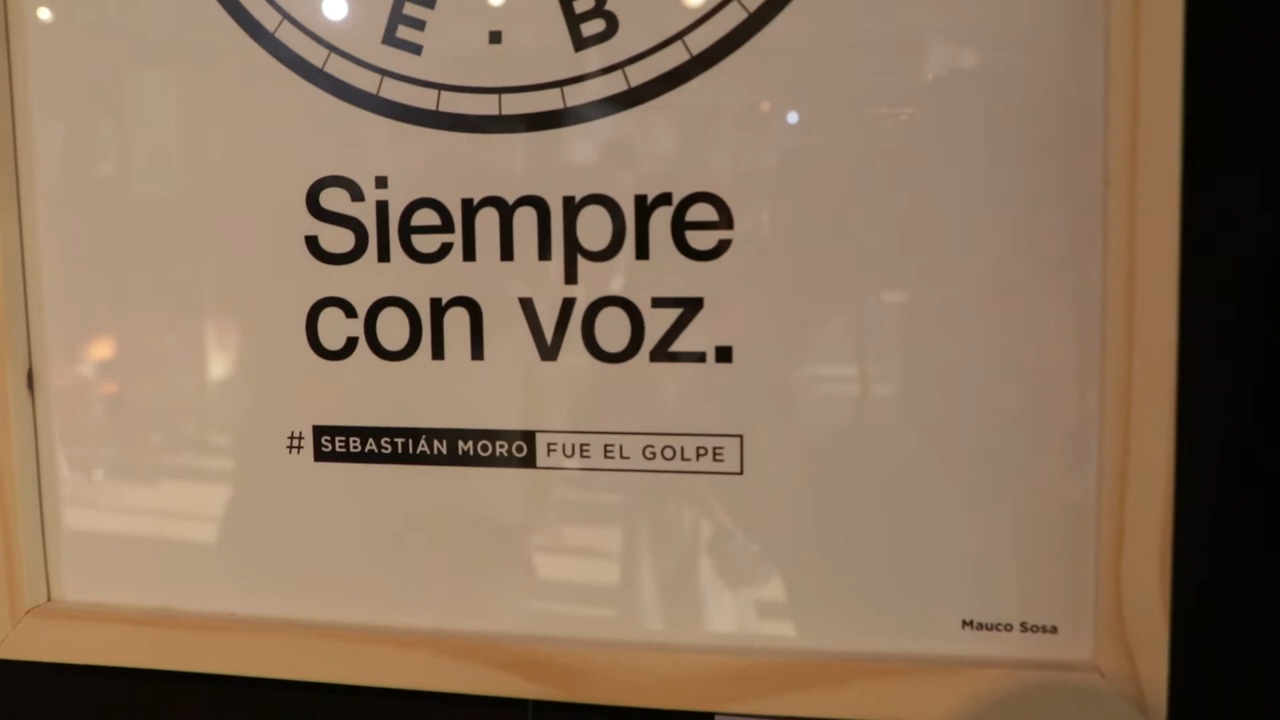 E . B
Siempre
con voz.
# SEBASTIÁN MORO FUE EL GOLPE
Mauco Sosa